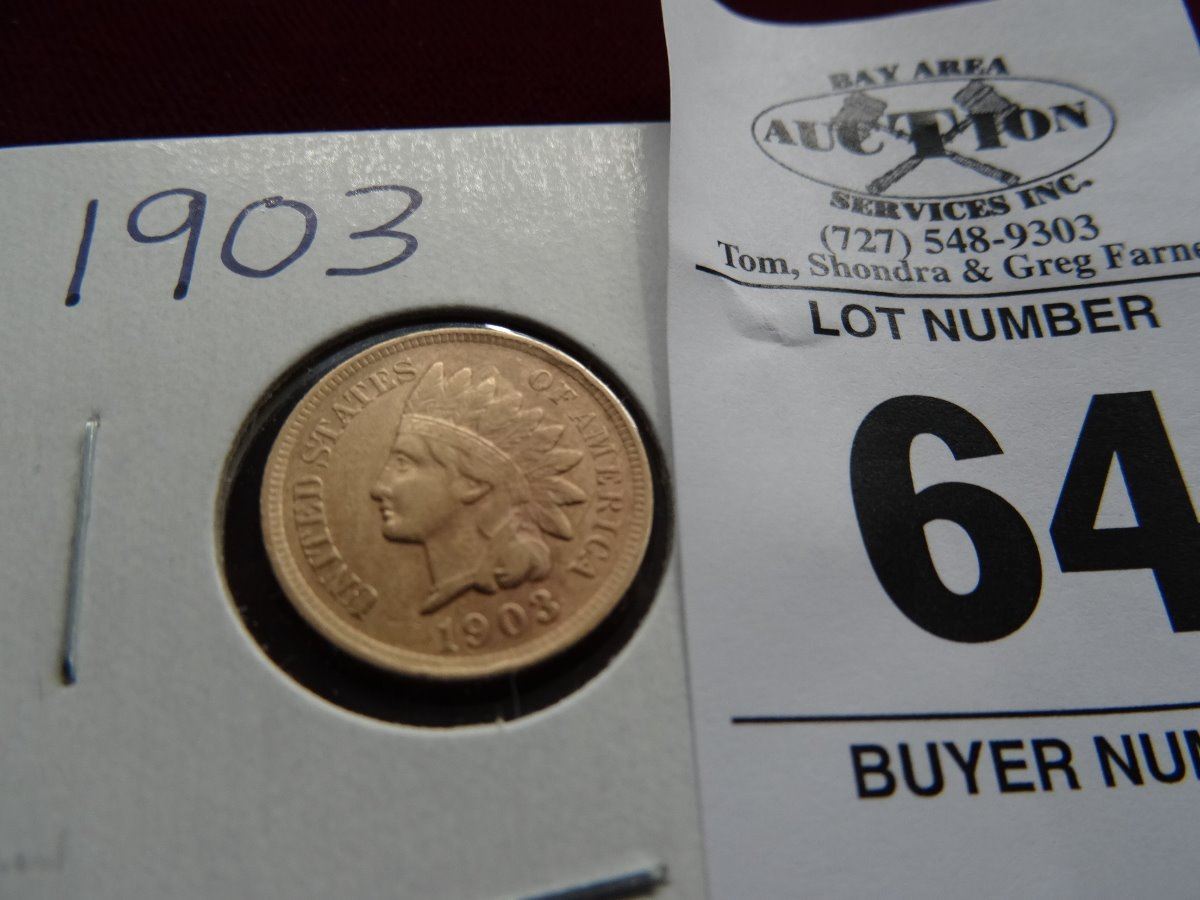 1903
UNITED STATES OF AMERICA
1903
BAY AREA
AUCTION
SERVICES INC.
(727) 548-9303
Tom, Shondra & Greg Farne
LOT NUMBER
64
BUYER NUM